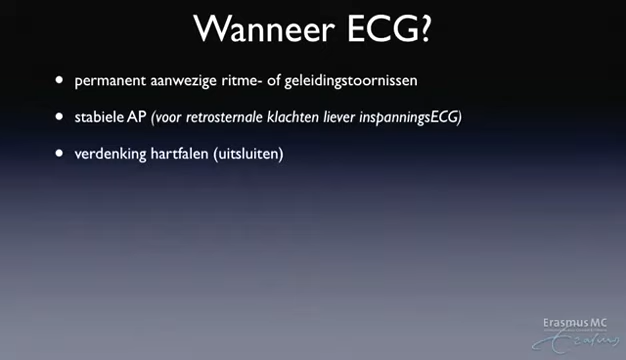 Wanneer ECG?
• permanent aanwezige ritme- of geleidingstoornissen
• stabiele AP (voor retrosternale klachten liever inspanningsECG)
• verdenking hartfalen (uitsluiten)
Erasmus MC
Erasmus